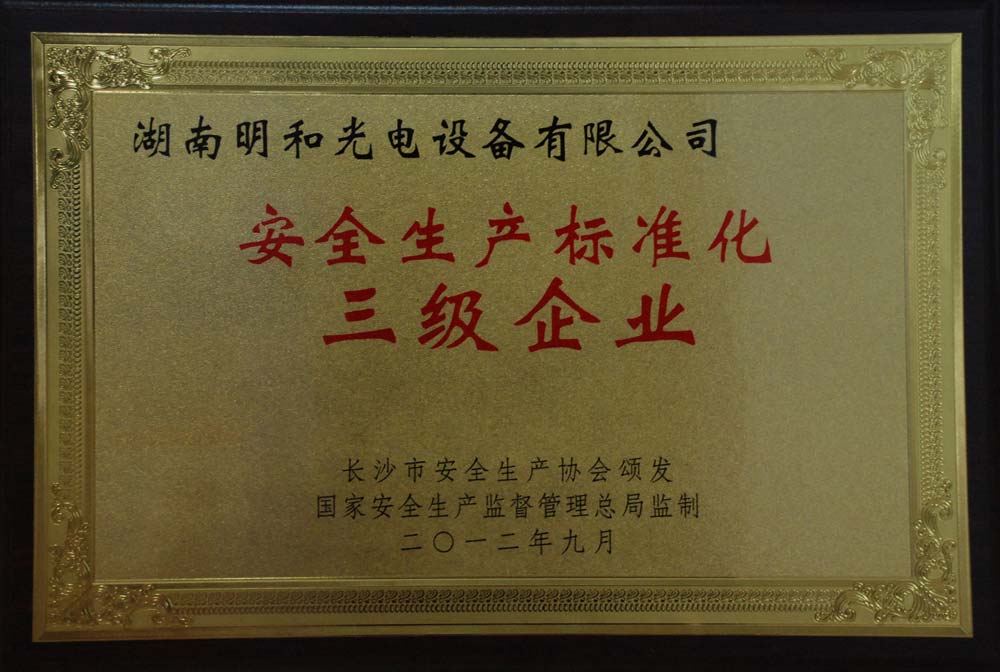 湖南明和光电设备有限公司
安全生产标准化
三级企业
长沙市安全生产协会颁发
国家安全生产监督管理总局监制
二〇一二年九月